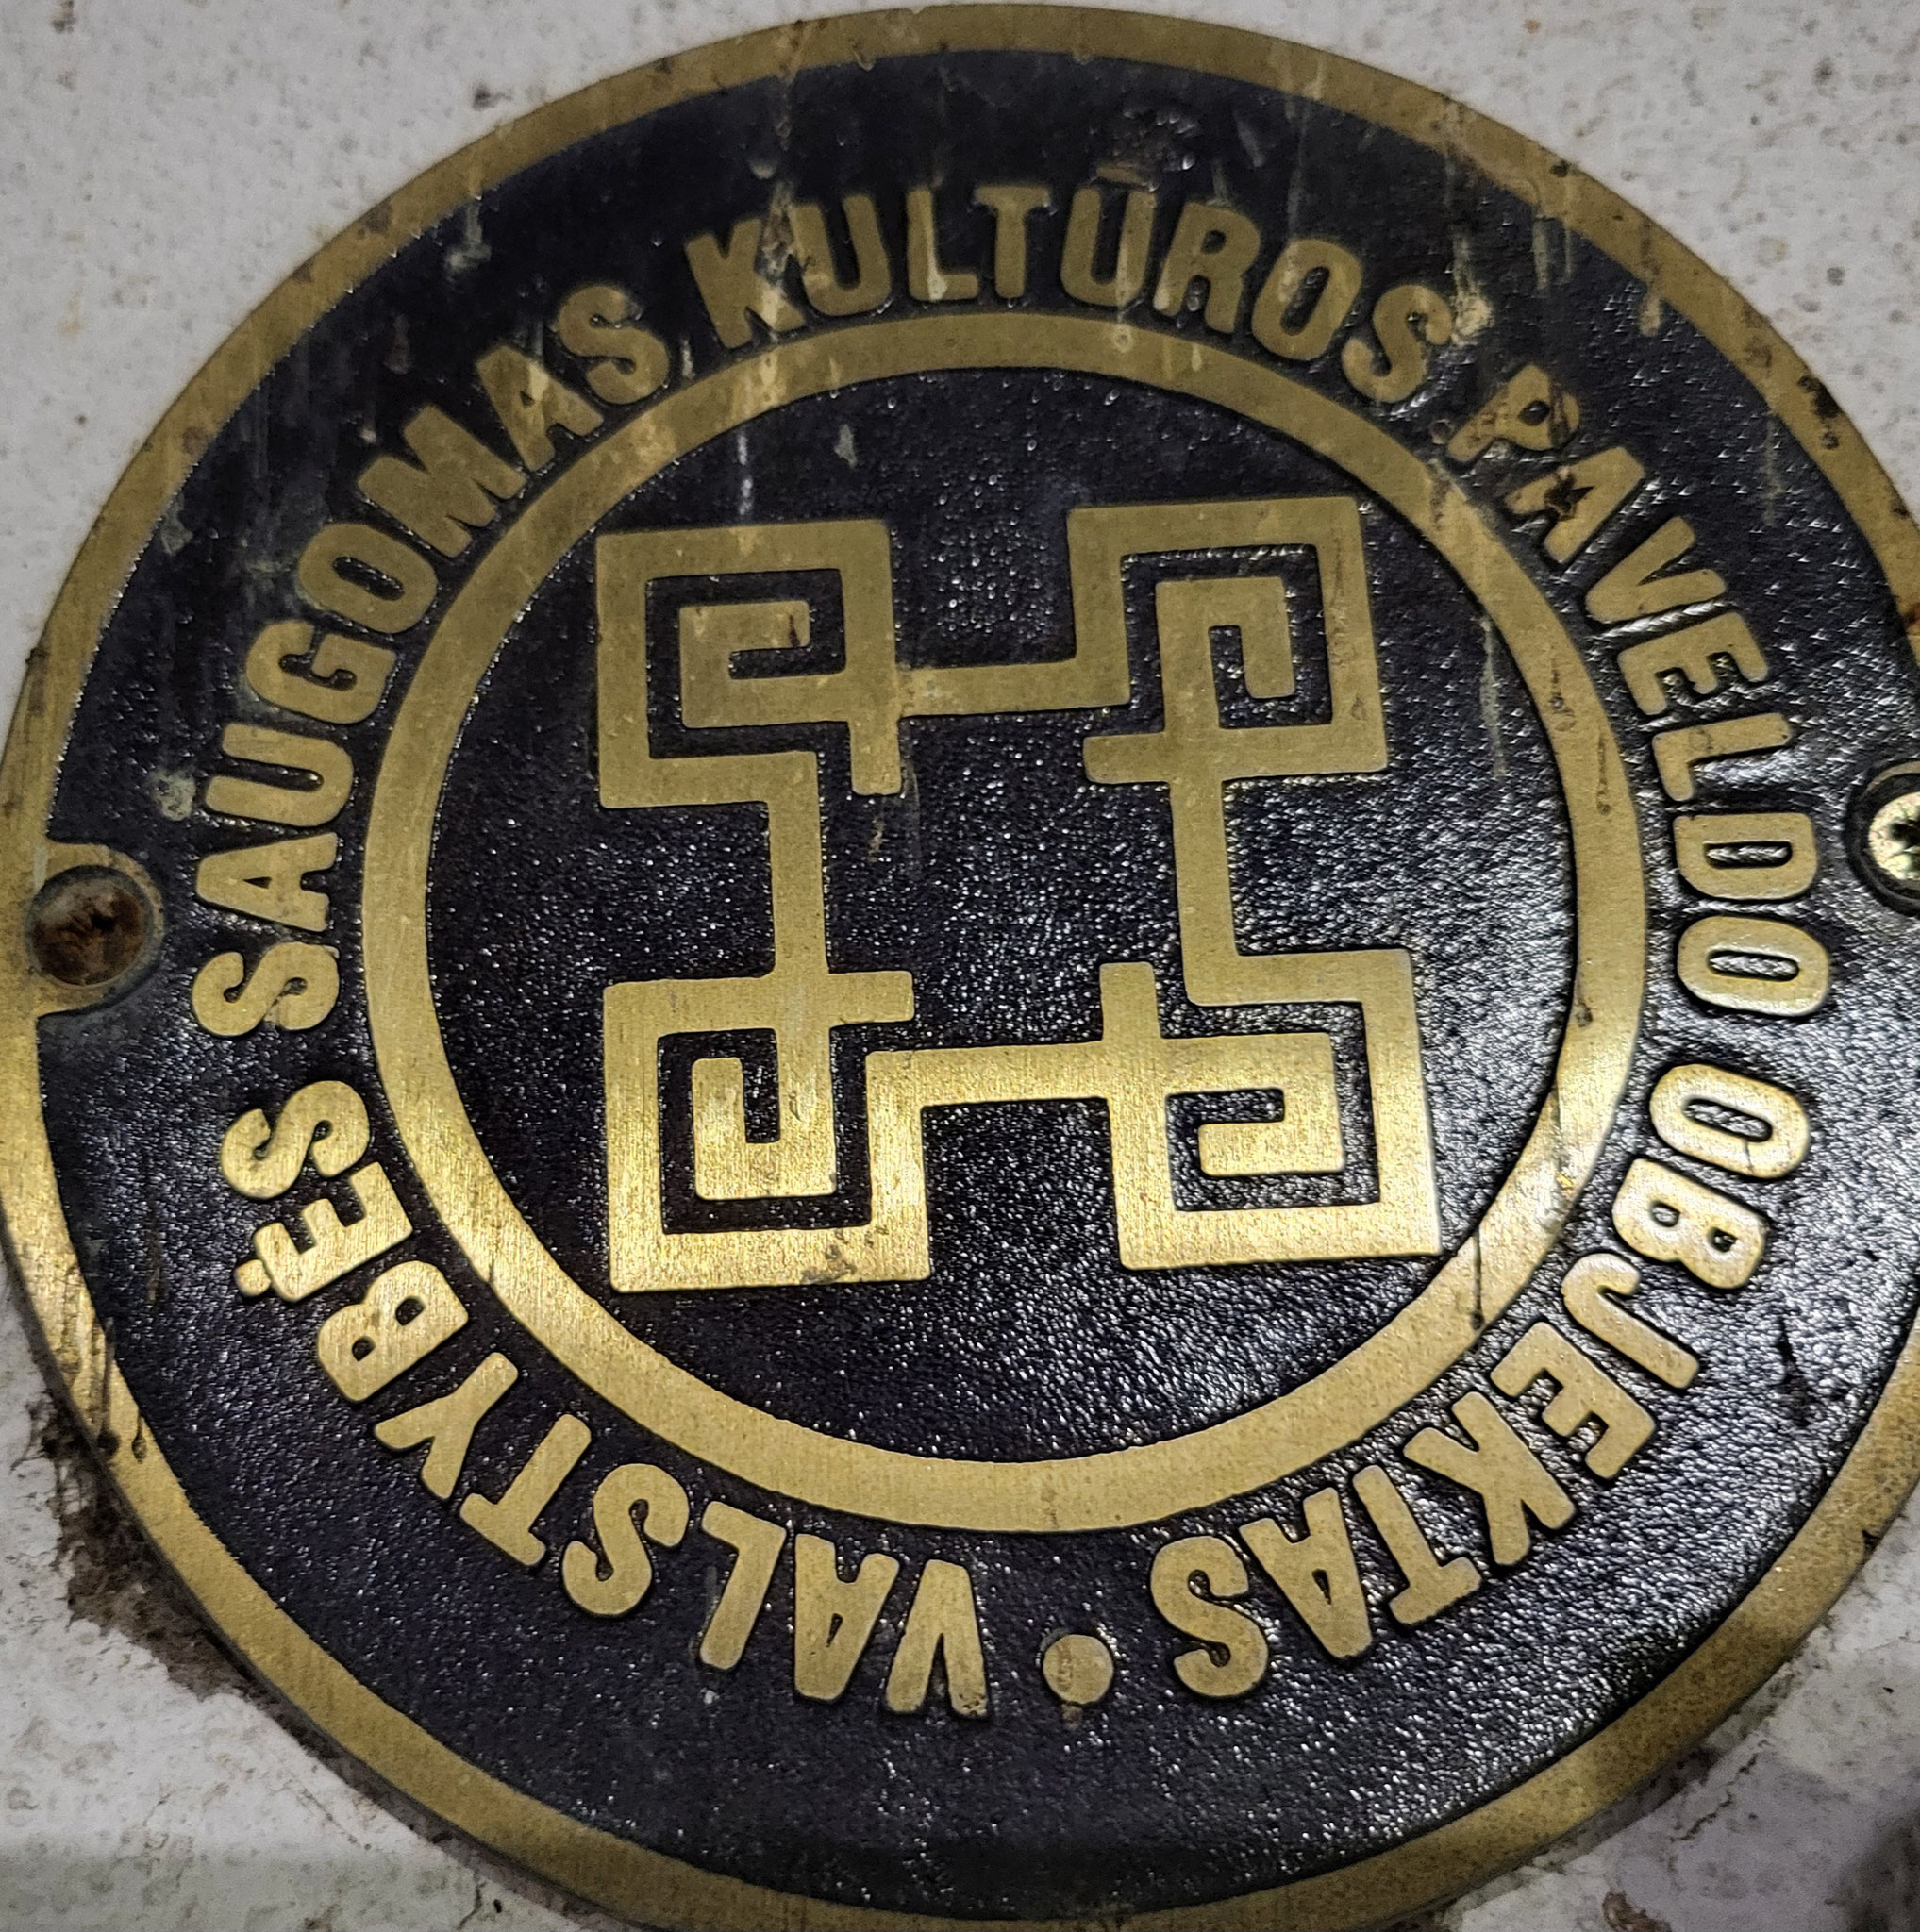 VALSTYBĖS SAUGOMAS KULTŪROS PAVELDO OBJEKTAS •